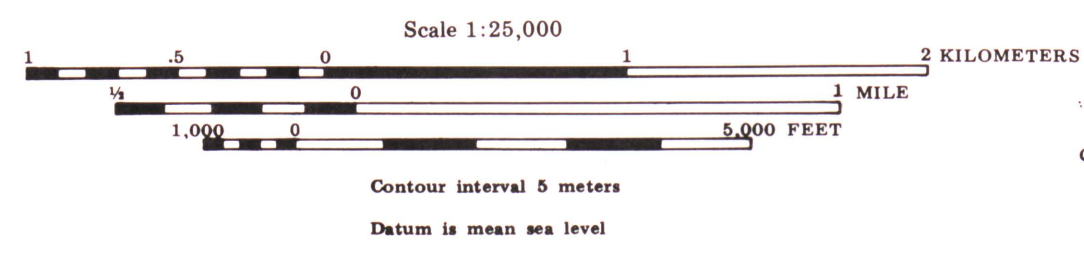 Scale 1:25,000
1 .5 0 1 2 KILOMETERS
½ 0 1 MILE
1,000 0 5,000 FEET
Contour interval 5 meters
Datum is mean sea level